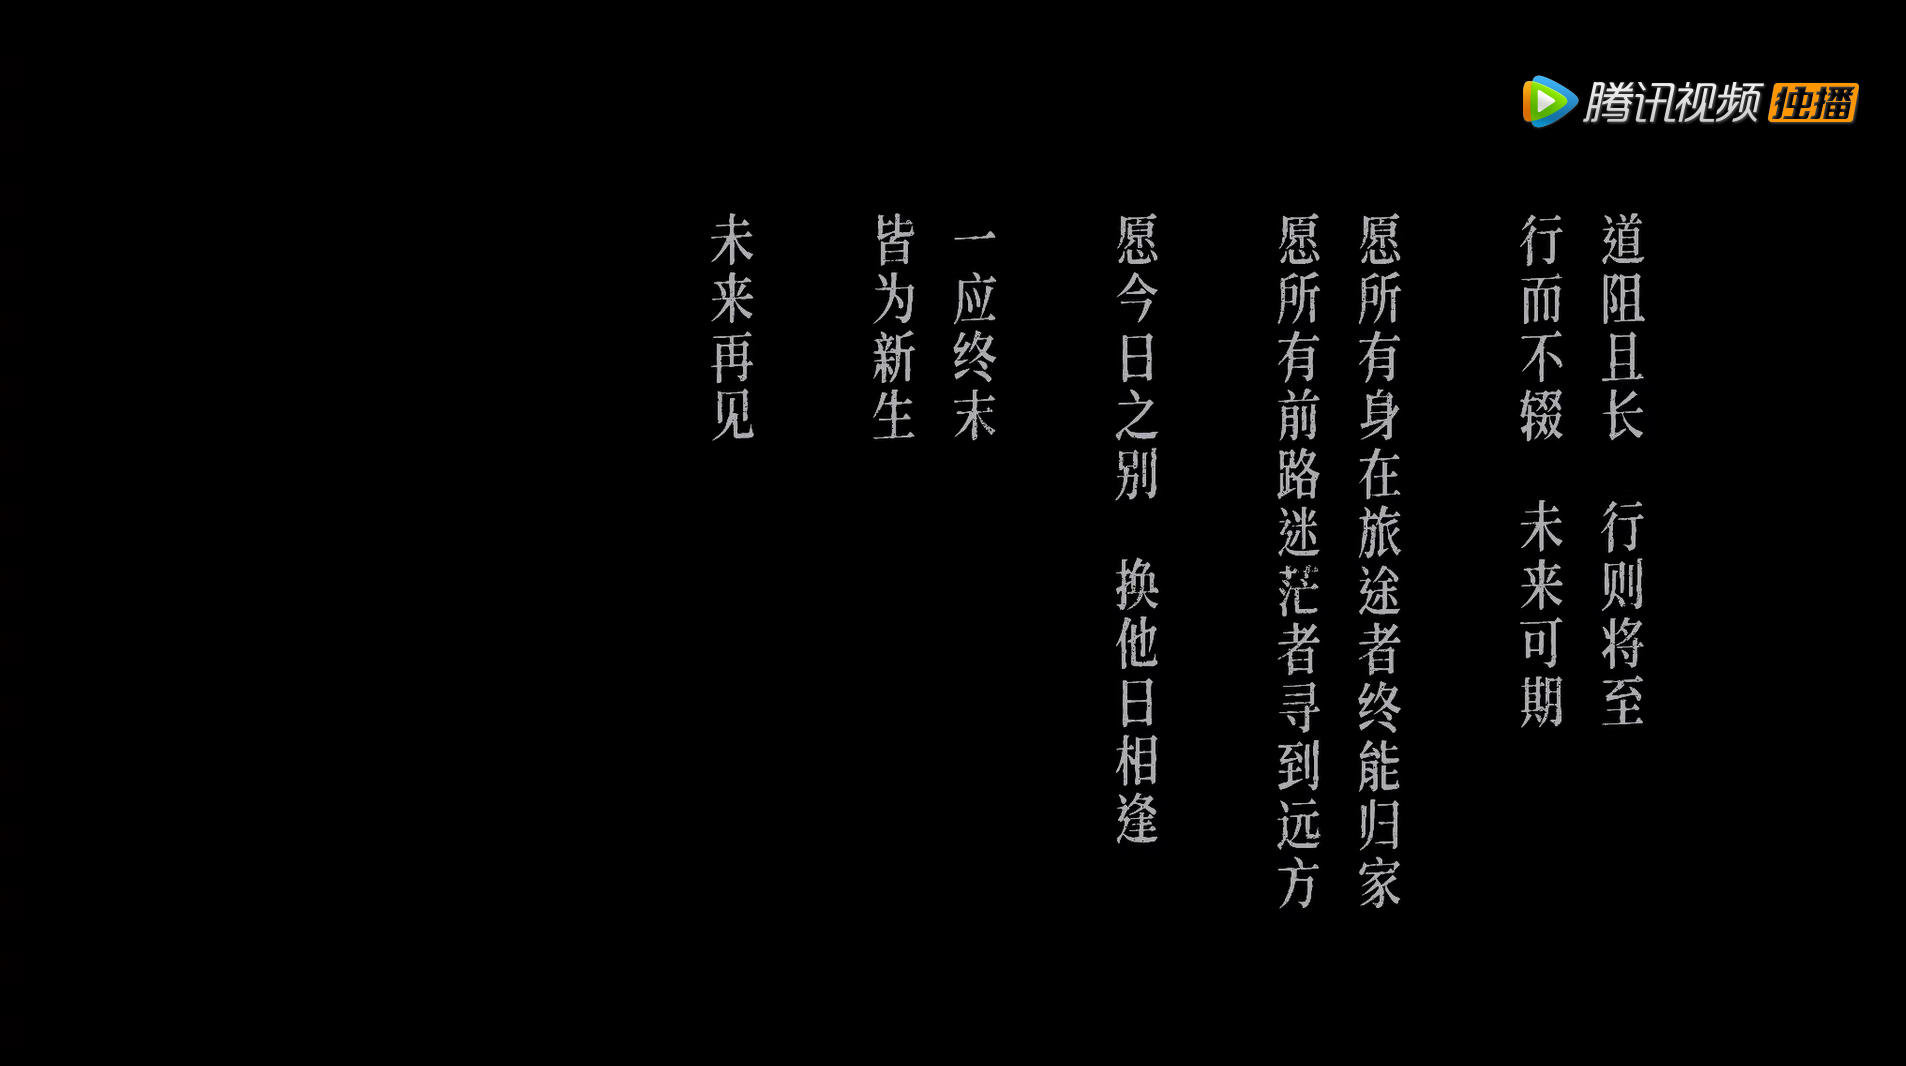 腾讯视频 独播
道阻且长 行则将至
行而不辍 未来可期
愿所有身在旅途者终能归家
愿所有前路迷茫者寻到远方
愿今日之别 换他日相逢
一应终末
皆为新生
未来再见